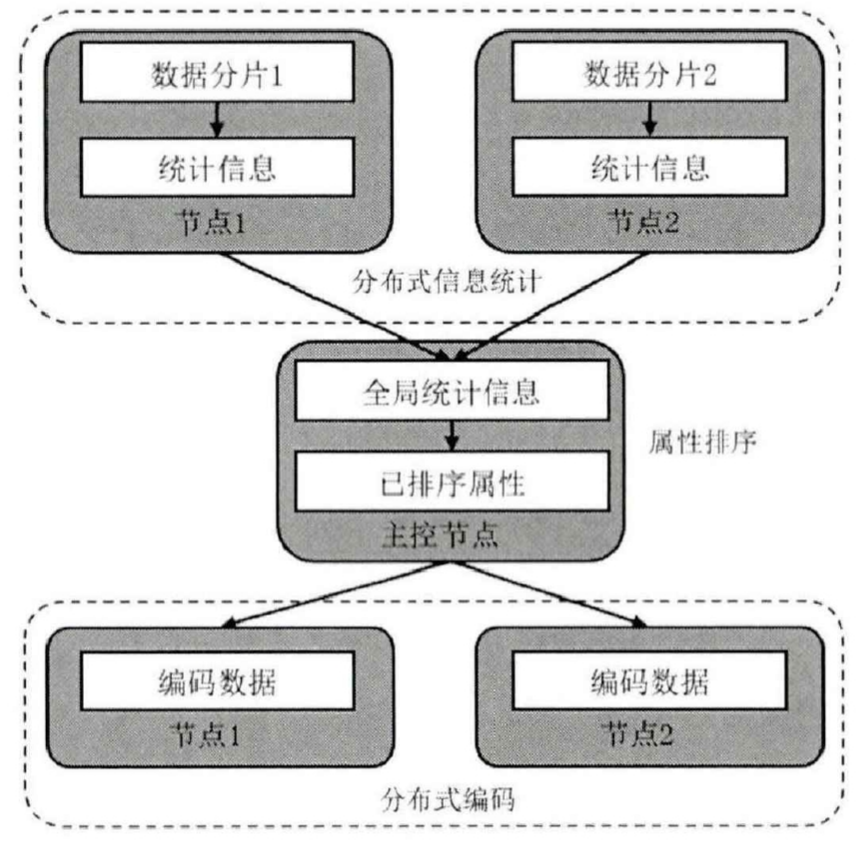 数据分片1
统计信息
节点1
数据分片2
统计信息
节点2
分布式信息统计
全局统计信息
已排序属性
主控节点
属性排序
编码数据
节点1
编码数据
节点2
分布式编码